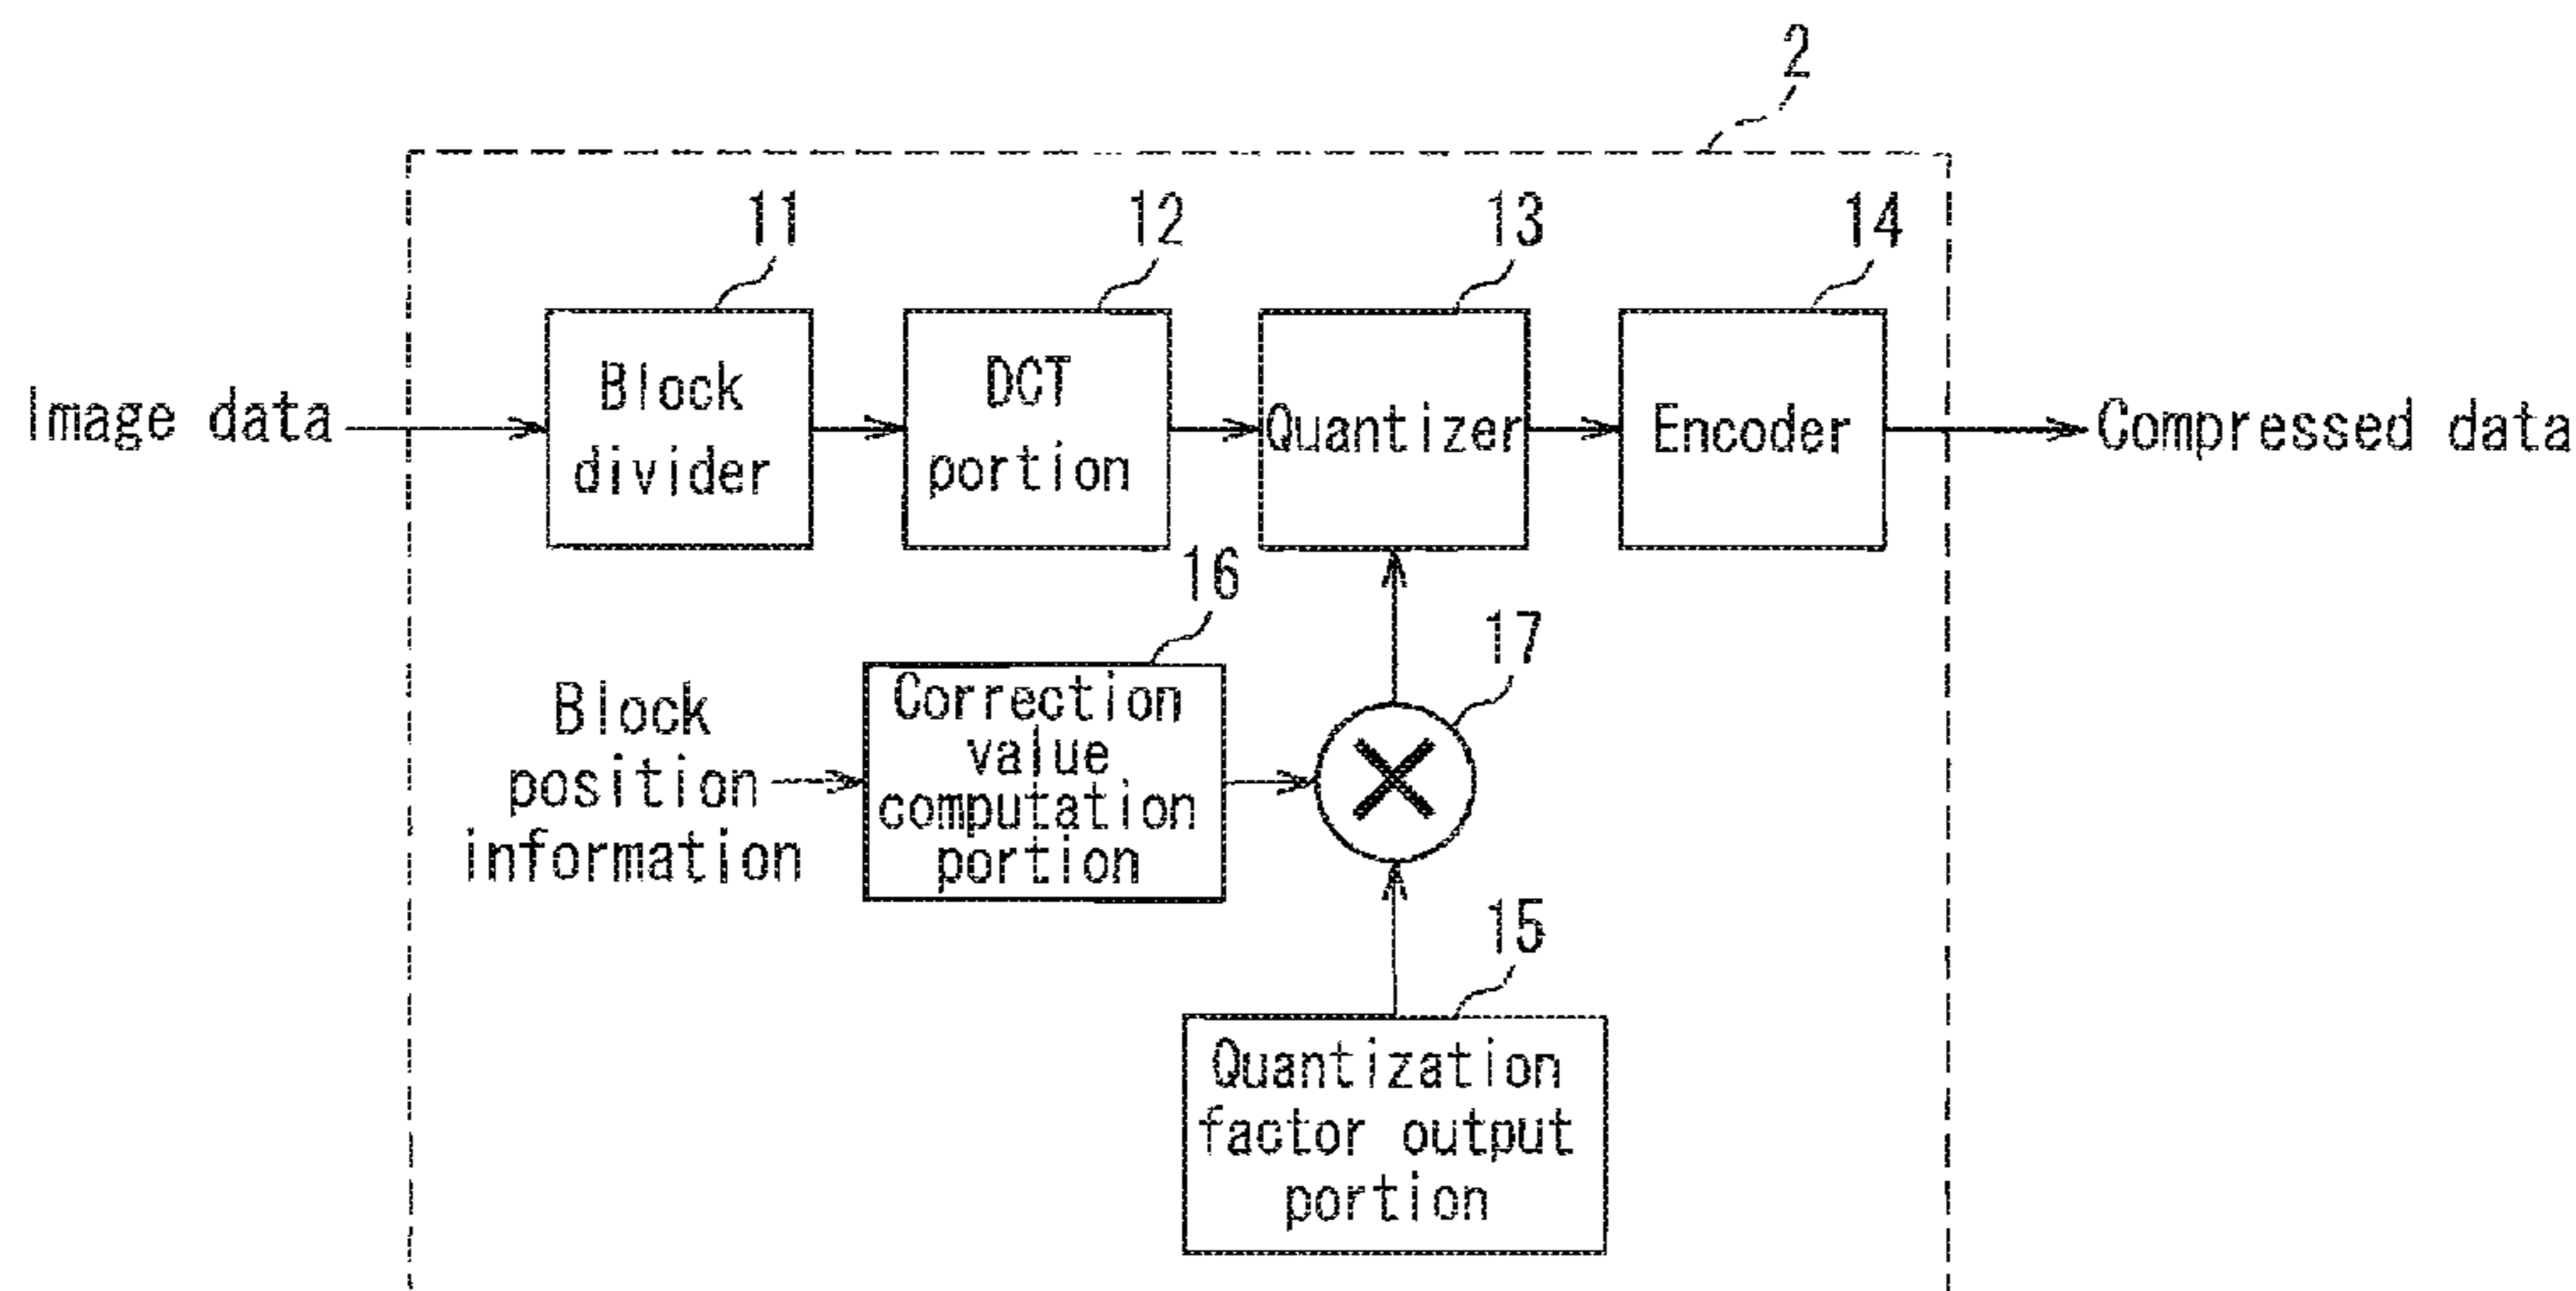 2
11
12
13
14
Image data
Block
divider
DCT
portion
Quantizer
Encoder
Compressed data
16
17
Block
position
information
Correction
value
computation
portion
15
Quantization
factor output
portion